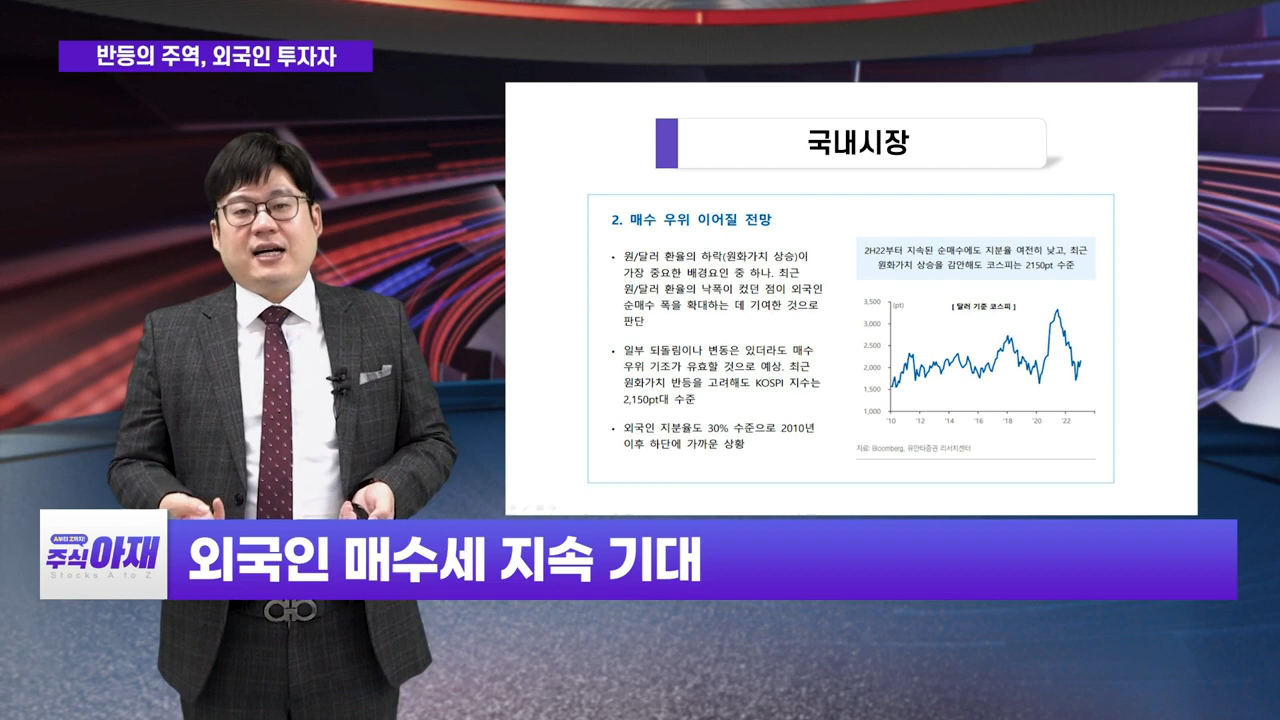 반등의 주역, 외국인 투자자
국내시장
2. 매수 우위 이어질 전망
• 원/달러 환율의 하락(원화가치 상승)이
가장 중요한 배경요인 중 하나. 최근
원/달러 환율의 낙폭이 컸던 점이 외국인
순매수 폭을 확대하는 데 기여한 것으로
판단
• 일부 되돌림이나 변동은 있더라도 매수
우위 기조가 유효할 것으로 예상. 최근
원화가치 반등을 고려해도 KOSPI 지수는
2,150pt대 수준
• 외국인 지분율도 30% 수준으로 2010년
이후 하단에 가까운 상황
2H22부터 지속된 순매수에도 지분율 여전히 낮고, 최근
원화가치 상승을 감안해도 코스피는 2150pt 수준
(pt)
[ 달러 기준 코스피 ]
3,500
3,000
2,500
2,000
1,500
1,000
'10 '12 '14 '16 '18 '20 '22
자료: Bloomberg, 유안타증권 리서치센터
A부터 Z까지!
주식아재
Stocks A to Z
외국인 매수세 지속 기대